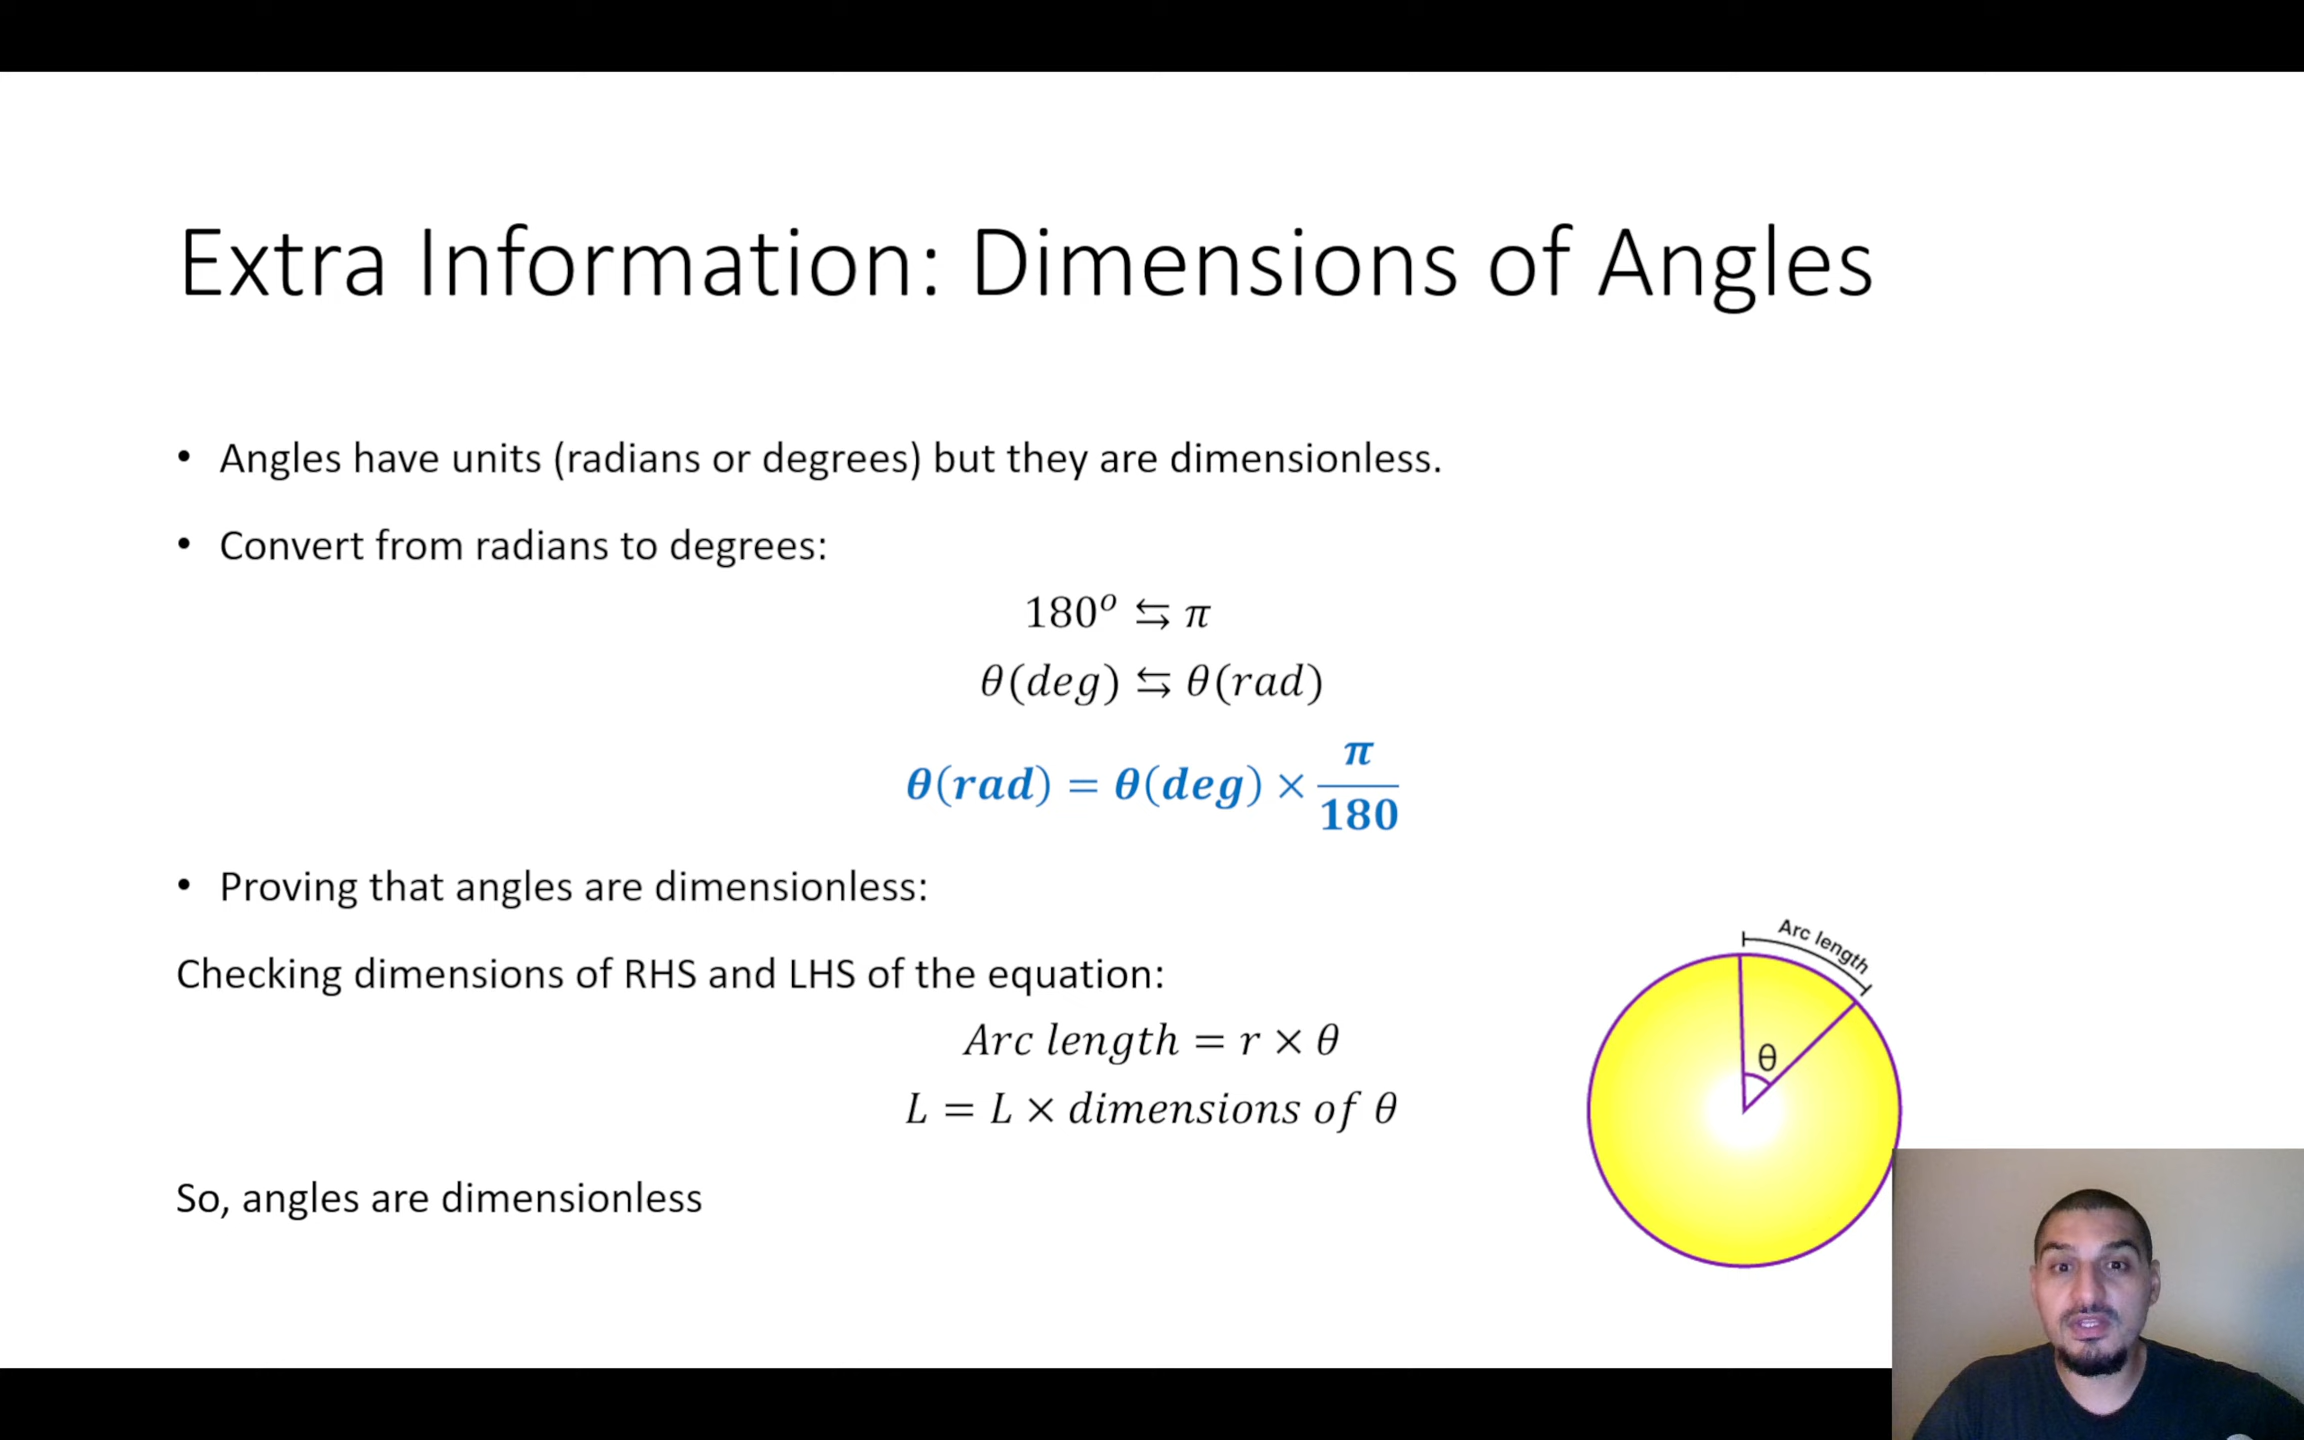 Extra Information: Dimensions of Angles
• Angles have units (radians or degrees) but they are dimensionless.
• Convert from radians to degrees:
180° ⇆ π
θ(deg) ⇆ θ(rad)
θ(rad) = θ(deg) × π/180
• Proving that angles are dimensionless:
Checking dimensions of RHS and LHS of the equation:
Arc length = r × θ
L = L × dimensions of θ
So, angles are dimensionless
Arc length
θ